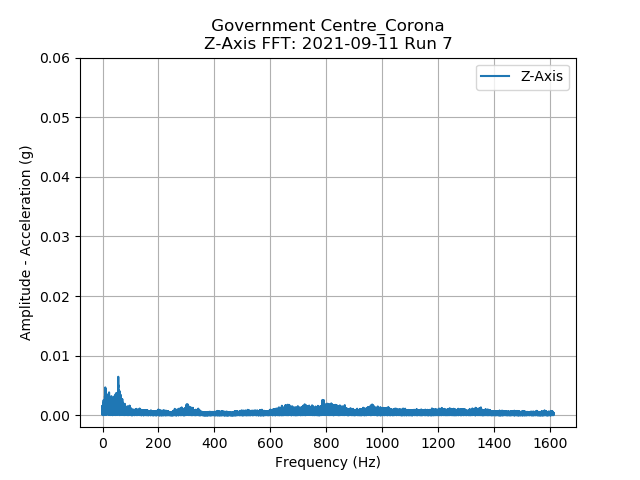 Government Centre_Corona
Z-Axis FFT: 2021-09-11 Run 7
Z-Axis
0.06
0.05
0.04
0.03
0.02
0.01
0.00
Amplitude - Acceleration (g)
0 200 400 600 800 1000 1200 1400 1600
Frequency (Hz)